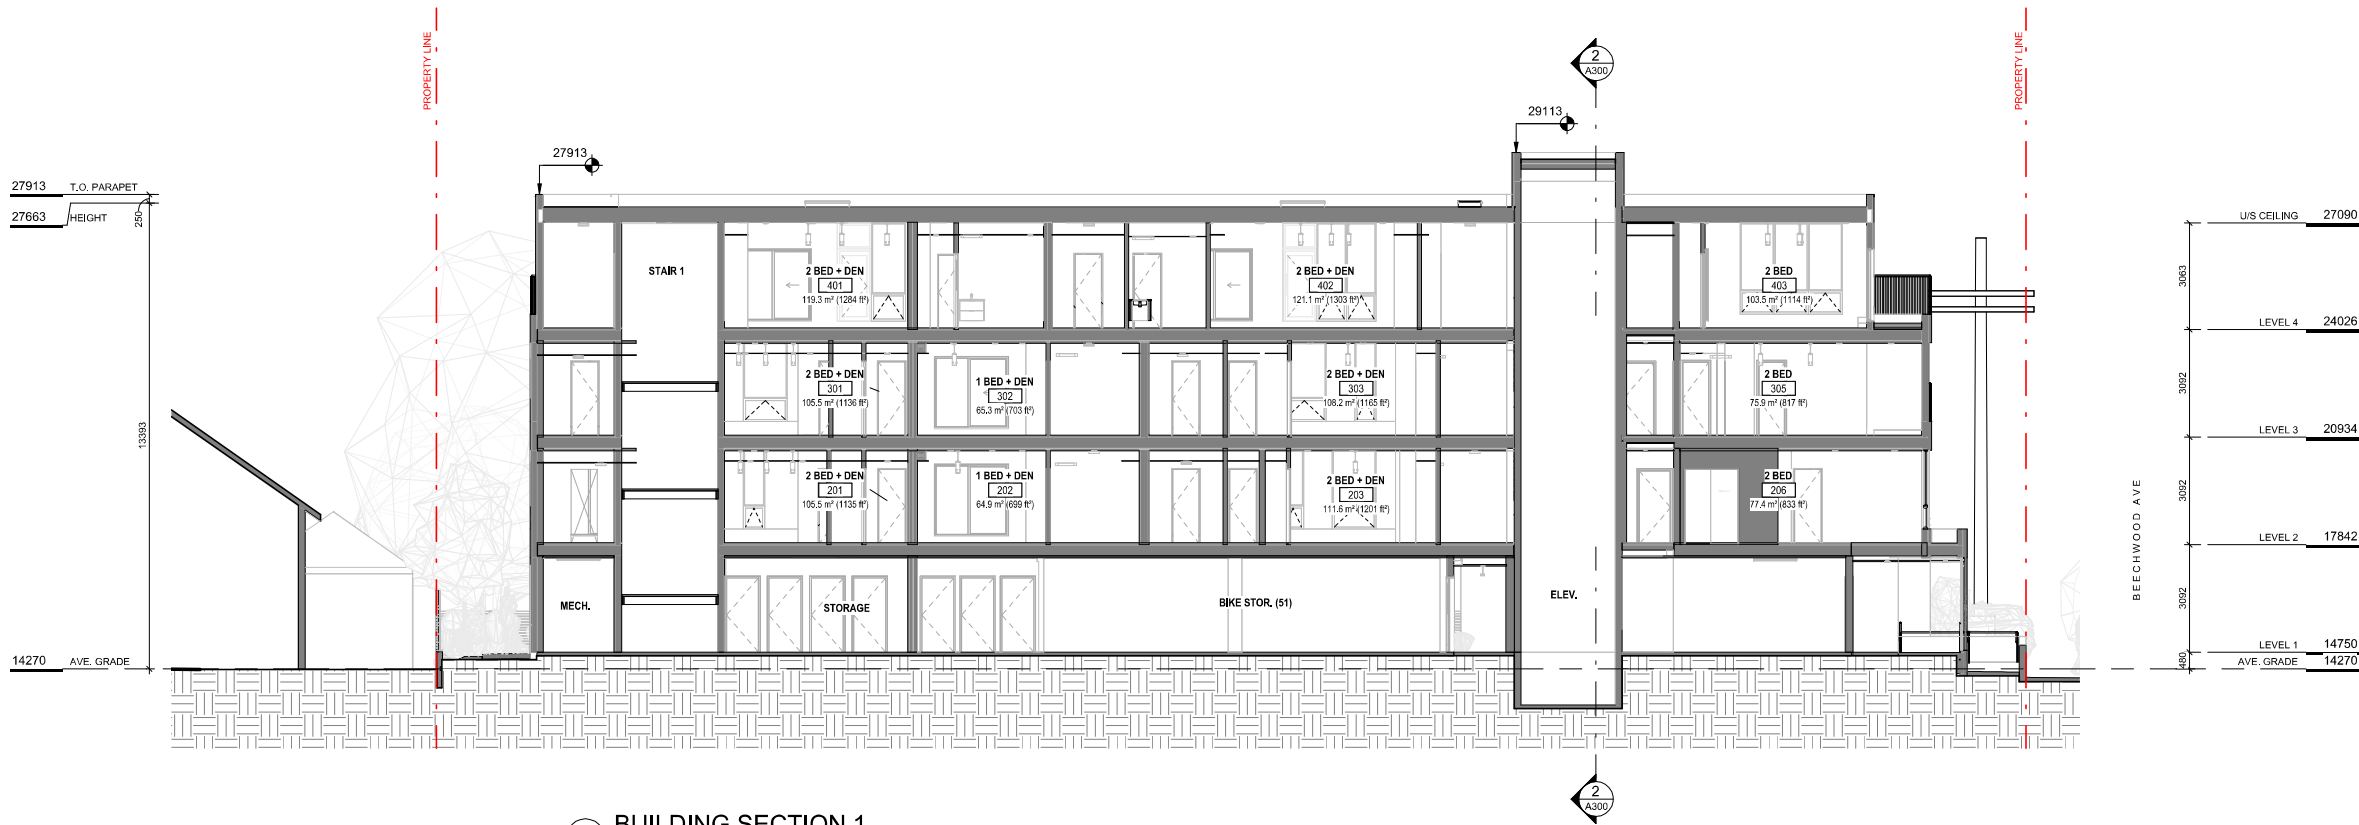 PROPERTY LINE
PROPERTY LINE
2
A300
29113
27913
27913 T.O. PARAPET
27663 HEIGHT
250
13393
14270 AVE. GRADE
U/S CEILING 27090
3063
LEVEL 4 24026
3092
LEVEL 3 20934
3092
LEVEL 2 17842
3092
LEVEL 1 14750
480
AVE. GRADE 14270
BEECHWOOD AVE
STAIR 1
2 BED + DEN
401
119.3 m² (1284 ft²)
2 BED + DEN
402
121.1 m² (1303 ft²)
2 BED
403
103.5 m² (1114 ft²)
2 BED + DEN
301
105.5 m² (1136 ft²)
1 BED + DEN
302
65.3 m² (703 ft²)
2 BED + DEN
303
108.2 m² (1165 ft²)
2 BED
305
75.9 m² (817 ft²)
2 BED + DEN
201
105.5 m² (1135 ft²)
1 BED + DEN
202
64.9 m² (699 ft²)
2 BED + DEN
203
111.6 m² (1201 ft²)
2 BED
206
77.4 m² (833 ft²)
MECH.
STORAGE
BIKE STOR. (51)
ELEV.
2
A300
BUILDING SECTION 1